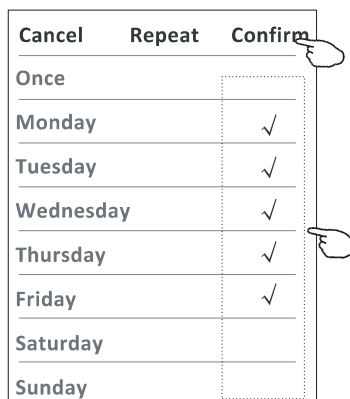 Cancel Repeat Confirm
Once
Monday √
Tuesday √
Wednesday √
Thursday √
Friday √
Saturday
Sunday